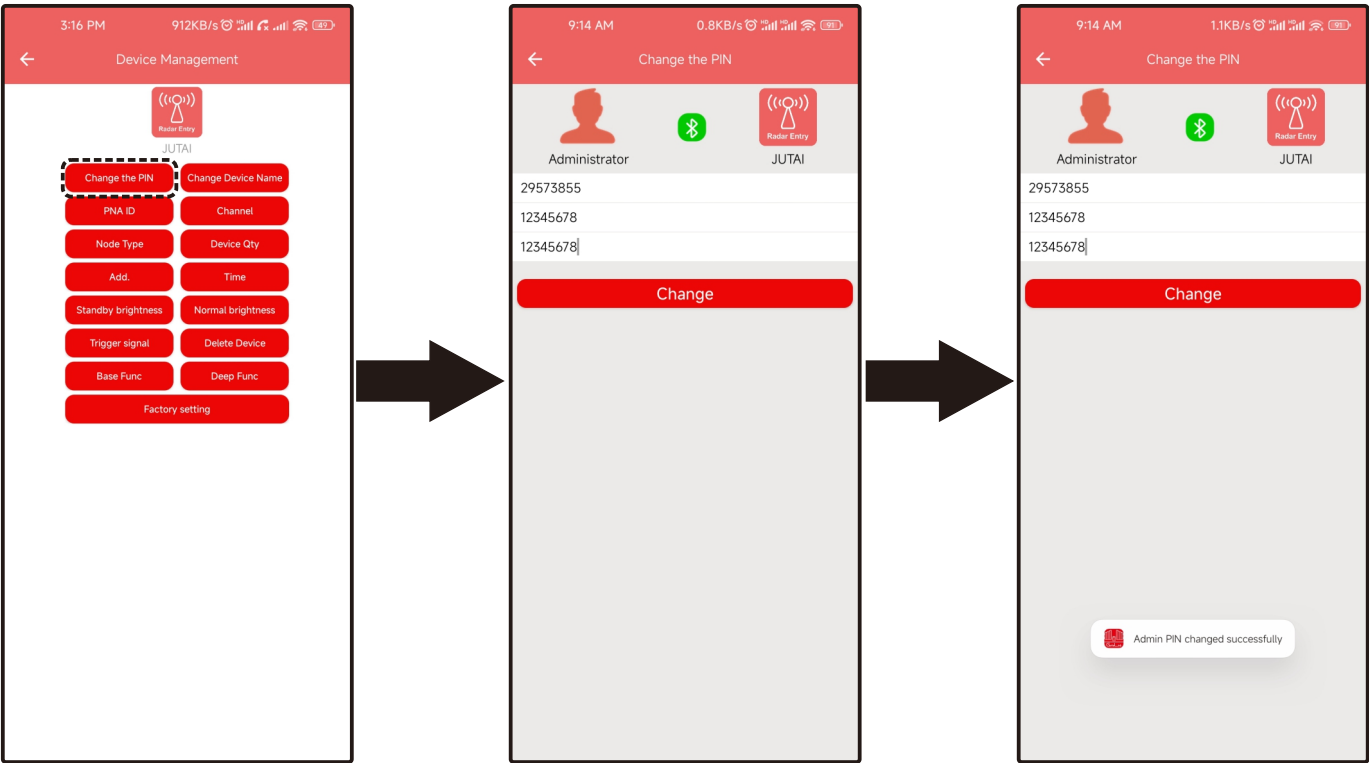 3:16 PM 912KB/s 49
Device Management
Radar Entry
JUTAI
Change the PIN Change Device Name
PNA ID Channel
Node Type Device Qty
Add. Time
Standby brightness Normal brightness
Trigger signal Delete Device
Base Func Deep Func
Factory setting
9:14 AM 0.8KB/s HD HD 91
Change the PIN
Radar Entry
Administrator JUTAI
29573855
12345678
12345678
Change
9:14 AM 1.1KB/s HD HD 91
Change the PIN
Radar Entry
Administrator JUTAI
29573855
12345678
12345678
Change
Admin PIN changed successfully